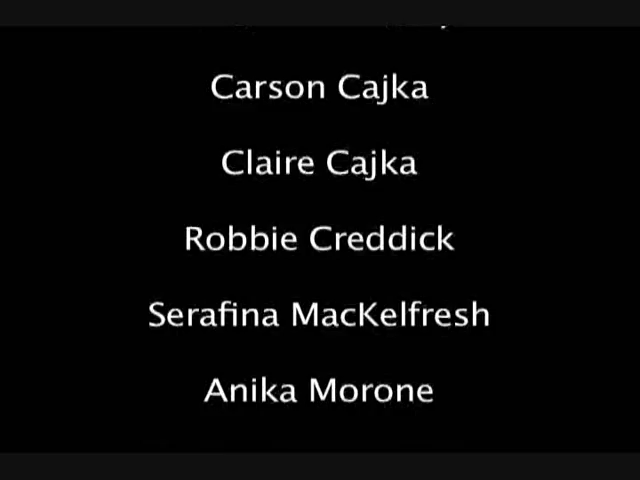 Carson Cajka
Claire Cajka
Robbie Creddick
Serafina MacKelfresh
Anika Morone